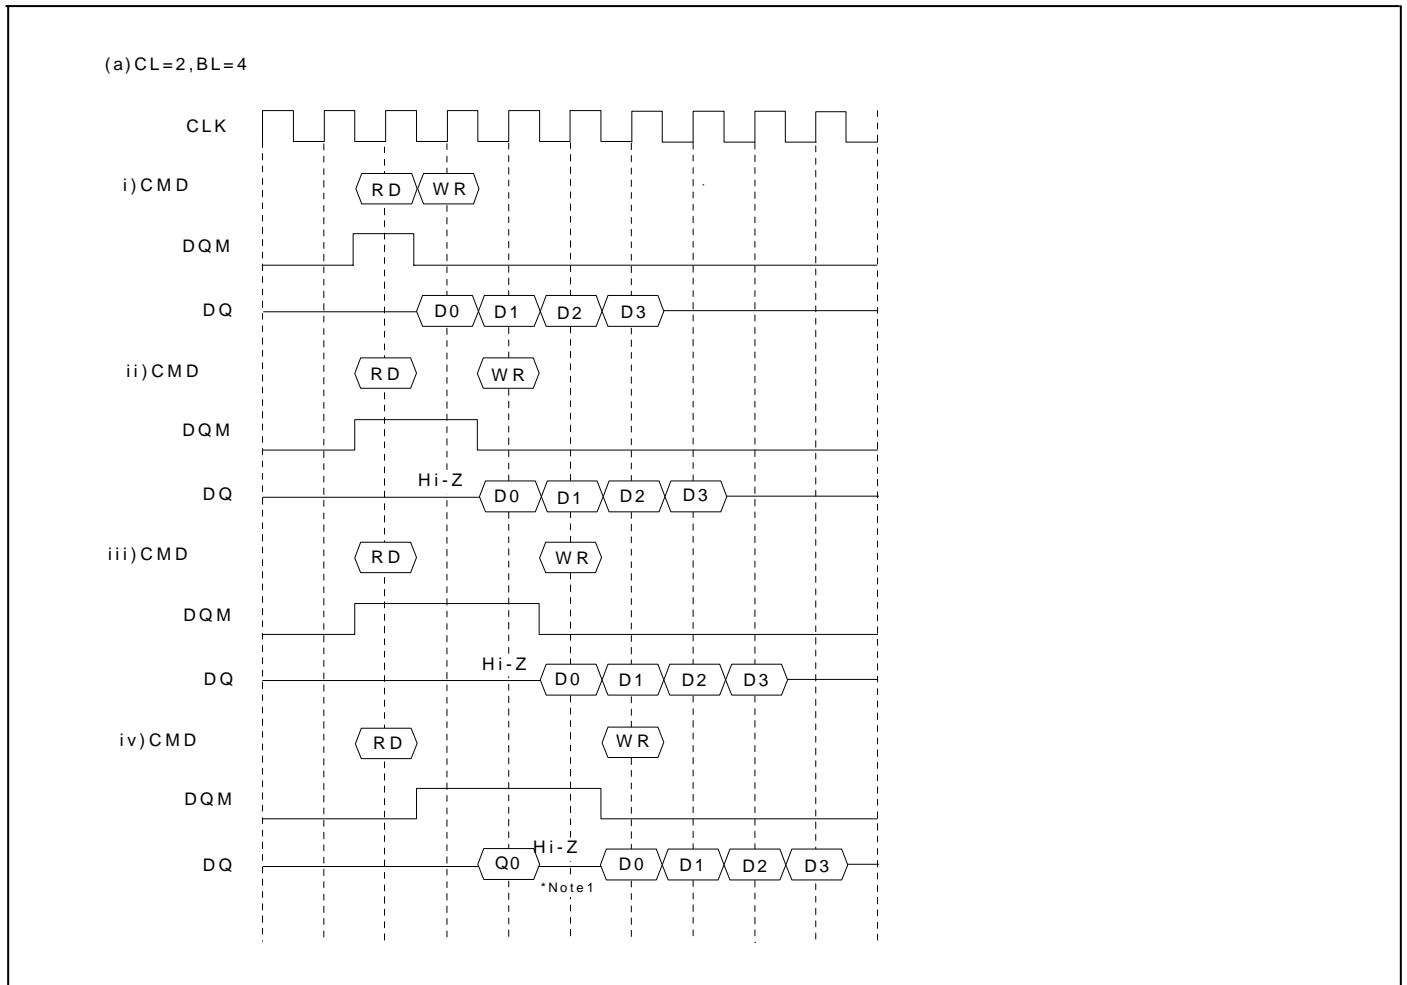 (a)CL=2,BL=4
CLK
i)CMD RD WR
DQM
DQ D0 D1 D2 D3
ii)CMD RD WR
DQM
Hi-Z
DQ D0 D1 D2 D3
iii)CMD RD WR
DQM
Hi-Z
DQ D0 D1 D2 D3
iv)CMD RD WR
DQM
Hi-Z
DQ Q0 D0 D1 D2 D3
*Note1